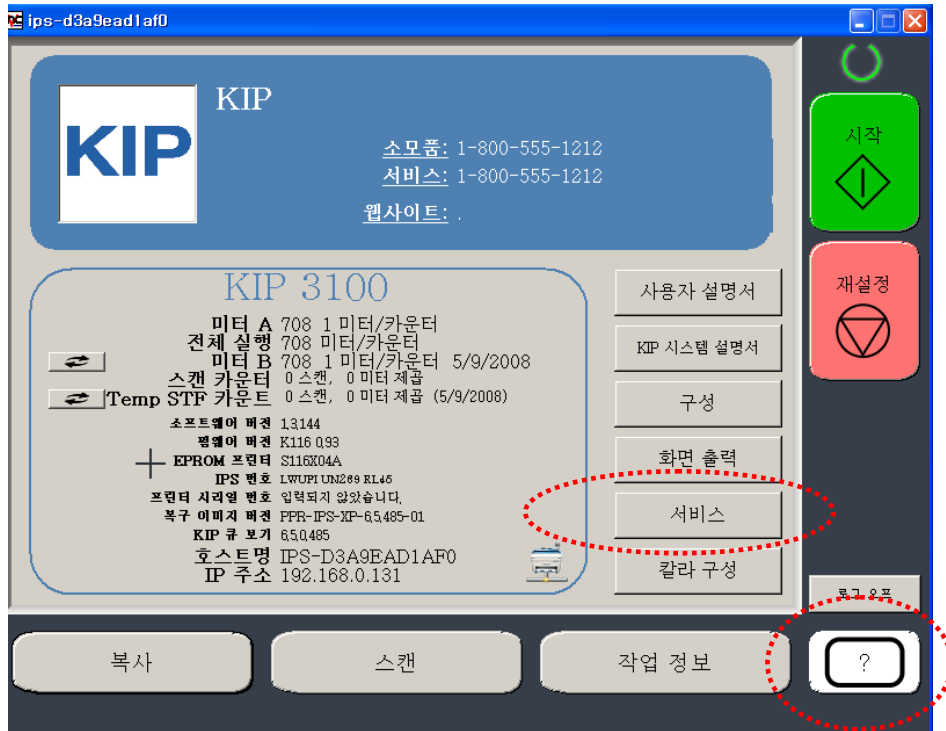 ips-d3a9ead1af0
KIP
KIP
소모품: 1-800-555-1212
서비스: 1-800-555-1212
웹사이트: .
시작
재설정
KIP 3100
미터 A 708 1 미터/카운터
전체 실행 708 미터/카운터
미터 B 708 1 미터/카운터 5/9/2008
스캔 카운터 0 스캔, 0 미터 제곱
Temp STF 카운트 0 스캔, 0 미터 제곱 (5/9/2008)
소프트웨어 버전 1,3,144
펌웨어 버전 K116 0,93
EPROM 프린터 S116X04A
IPS 번호 LWUPI UN289 RL46
프린터 시리얼 번호 입력되지 않았습니다,
복구 이미지 버전 PPR-IPS-XP-6,5,485-01
KIP 큐 보기 6,5,0,485
호스트명 IPS-D3A9EAD1AF0
IP 주소 192.168.0.131
사용자 설명서
KIP 시스템 설명서
구성
화면 출력
서비스
칼라 구성
로그 오프
복사
스캔
작업 정보
?